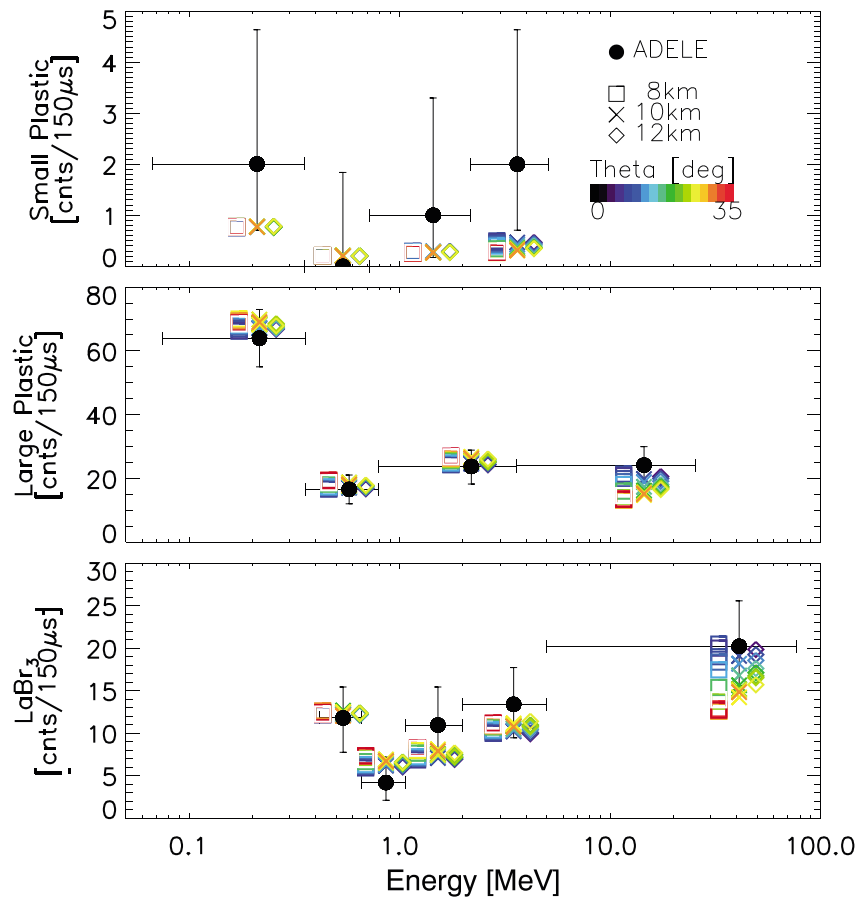 Small Plastic
[cnts/150μs]
5
4
3
2
1
0
ADELE
8km
10km
12km
Theta [deg]
0 35
Large Plastic
[cnts/150μs]
80
60
40
20
0
LaBr3
[cnts/150μs]
30
25
20
15
10
5
0
0.1 1.0 10.0 100.0
Energy [MeV]